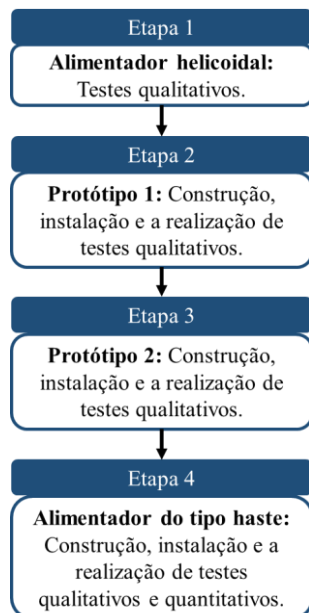 Etapa 1
Alimentador helicoidal:
Testes qualitativos.
Etapa 2
Protótipo 1: Construção,
instalação e a realização de
testes qualitativos.
Etapa 3
Protótipo 2: Construção,
instalação e a realização de
testes qualitativos.
Etapa 4
Alimentador do tipo haste:
Construção, instalação e a
realização de testes
qualitativos e quantitativos.